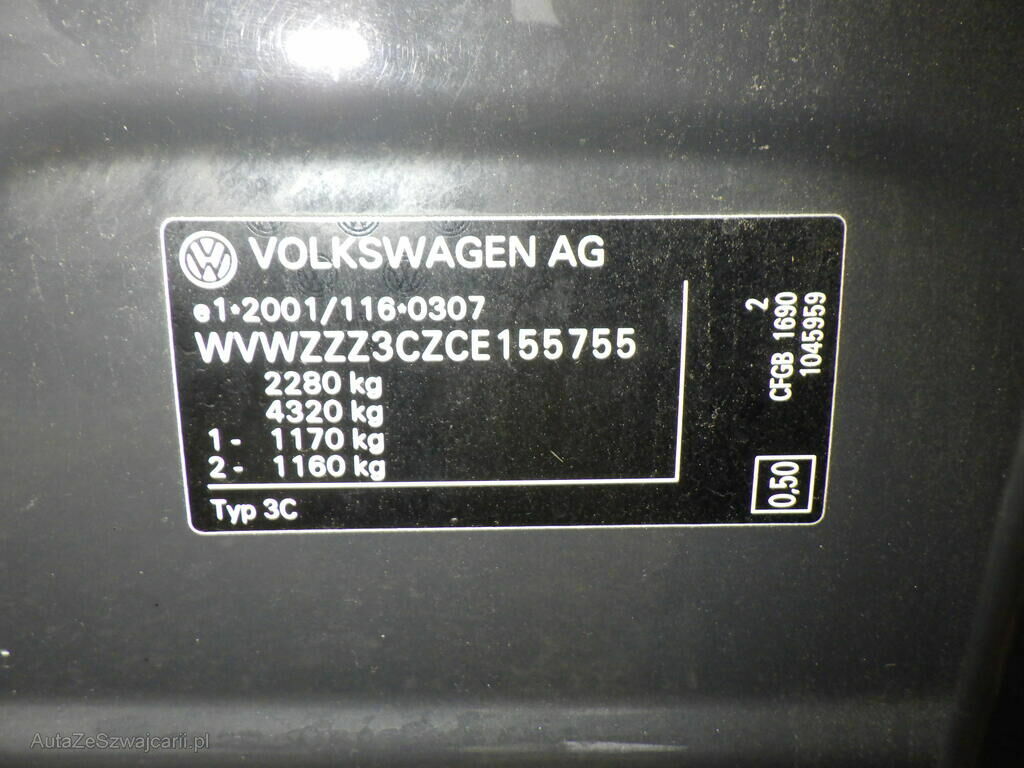 VOLKSWAGEN AG
e1*2001/116*0307
WVWZZZ3CZCE155755
2280 kg
4320 kg
1- 1170 kg
2- 1160 kg
Typ 3C
2
CFGB 1690
1045959
0,50
AutaZeSzwajcarii.pl